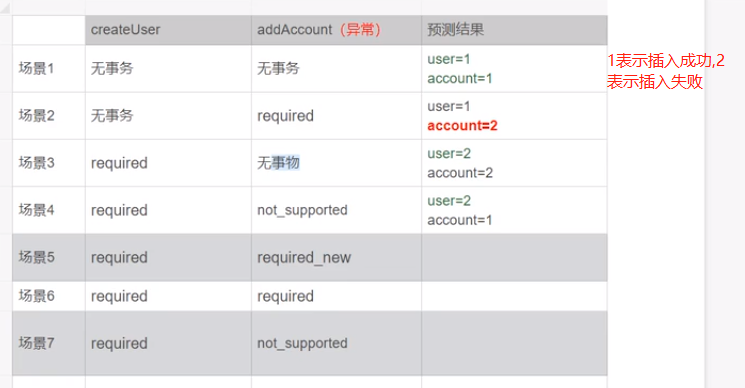 createUser addAccount（异常） 预测结果
场景1 无事务 无事务 user=1
account=1
1表示插入成功,2
表示插入失败
场景2 无事务 required user=1
account=2
场景3 required 无事物 user=2
account=2
场景4 required not_supported user=2
account=1
场景5 required required_new
场景6 required required
场景7 required not_supported